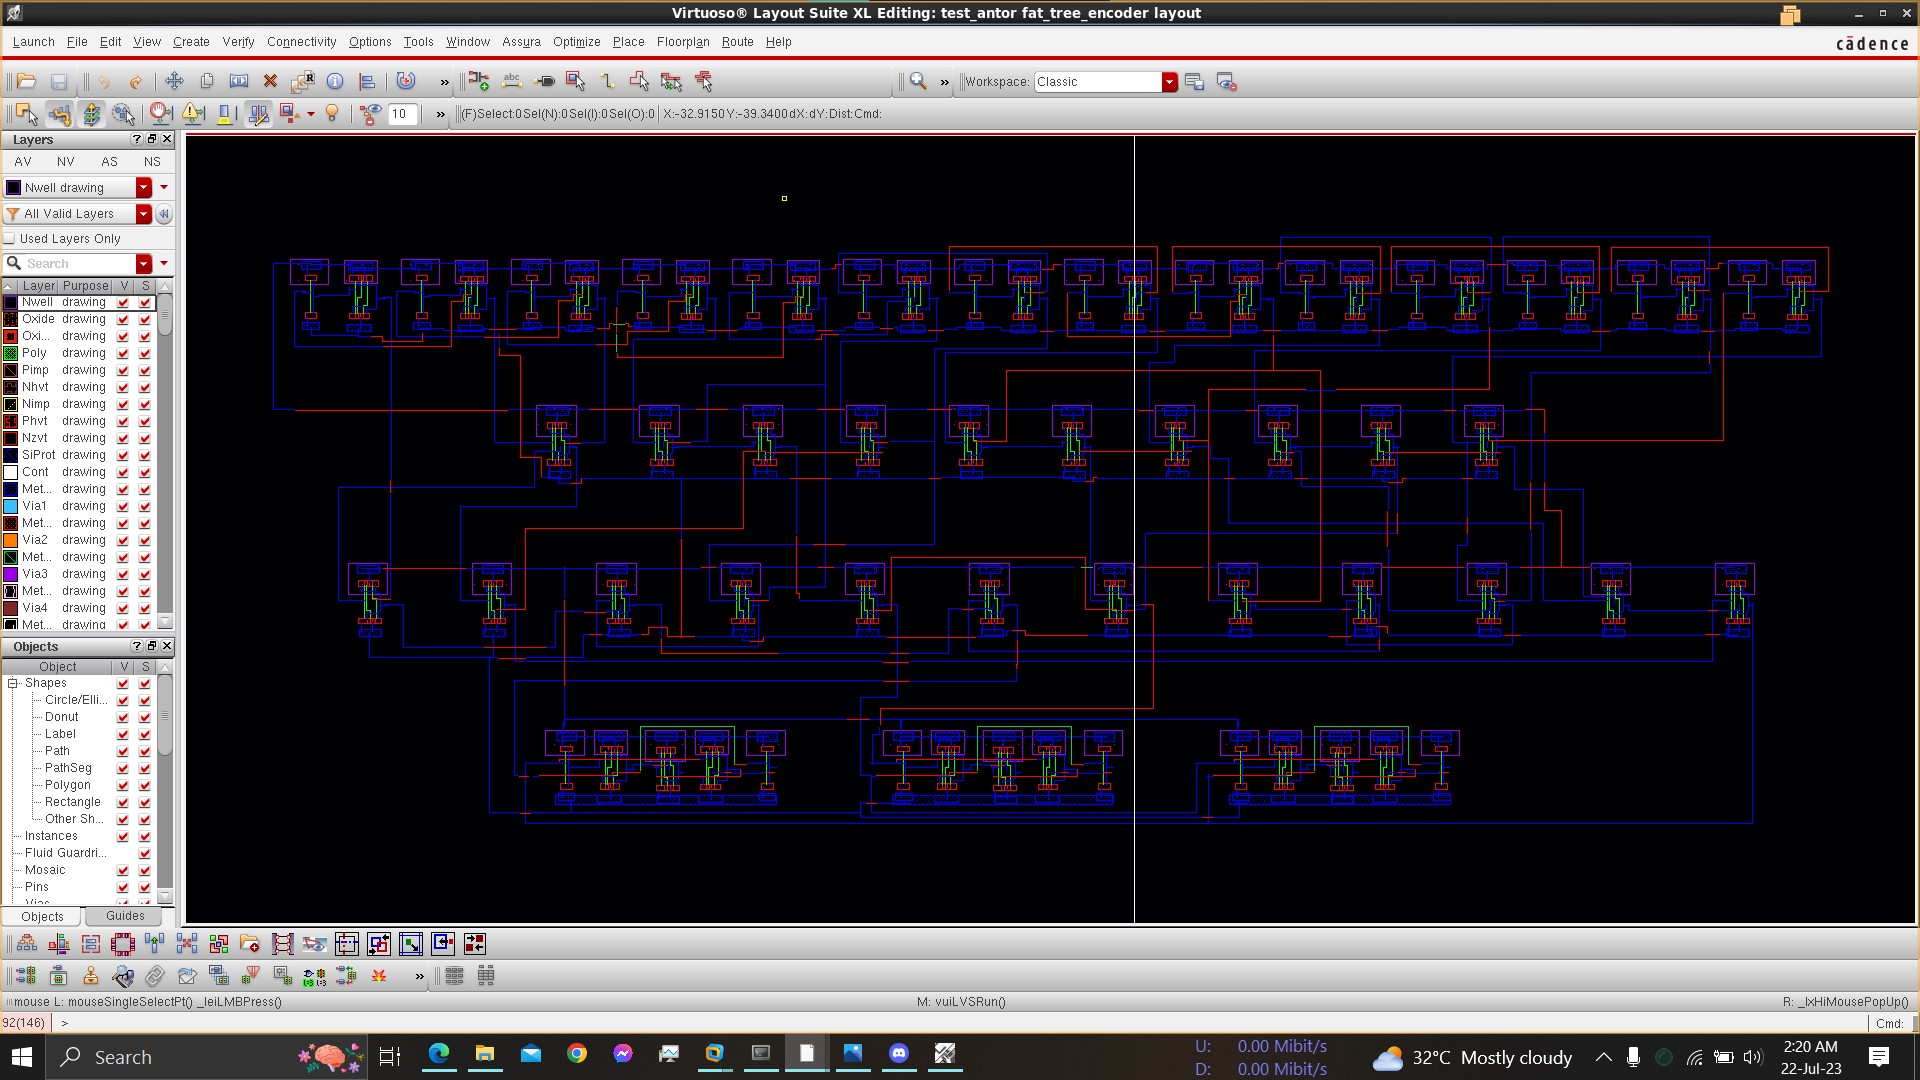 Virtuoso® Layout Suite XL Editing: test_antor fat_tree_encoder layout
Launch File Edit View Create Verify Connectivity Options Tools Window Assura Optimize Place Floorplan Route Help
cādence
R abc » » Workspace: Classic
10 » (F)Select:0 Sel(N):0 Sel(I):0 Sel(O):0 X:-32.9150 Y:-39.3400 dX: dY: Dist: Cmd:
Layers ?
AV NV AS NS
Nwell drawing
All Valid Layers
Used Layers Only
Search
Layer Purpose V S
Nwell drawing
Oxide drawing
Oxi... drawing
Poly drawing
Pimp drawing
Nhvt drawing
Nimp drawing
Phvt drawing
Nzvt drawing
SiProt drawing
Cont drawing
Met... drawing
Via1 drawing
Met... drawing
Via2 drawing
Met... drawing
Via3 drawing
Met... drawing
Via4 drawing
Met... drawing
Objects ?
Object V S
Shapes
Circle/Elli...
Donut
Label
Path
PathSeg
Polygon
Rectangle
Other Sh...
Instances
Fluid Guardri...
Mosaic
Pins
Vias
Objects Guides
»
mouse L: mouseSingleSelectPt() _leiLMBPress() M: vuiLVSRun() R: _lxHiMousePopUp()
92(146) > Cmd:
Search U: 0.00 Mibit/s D: 0.00 Mibit/s 32°C Mostly cloudy 2:20 AM 22-Jul-23